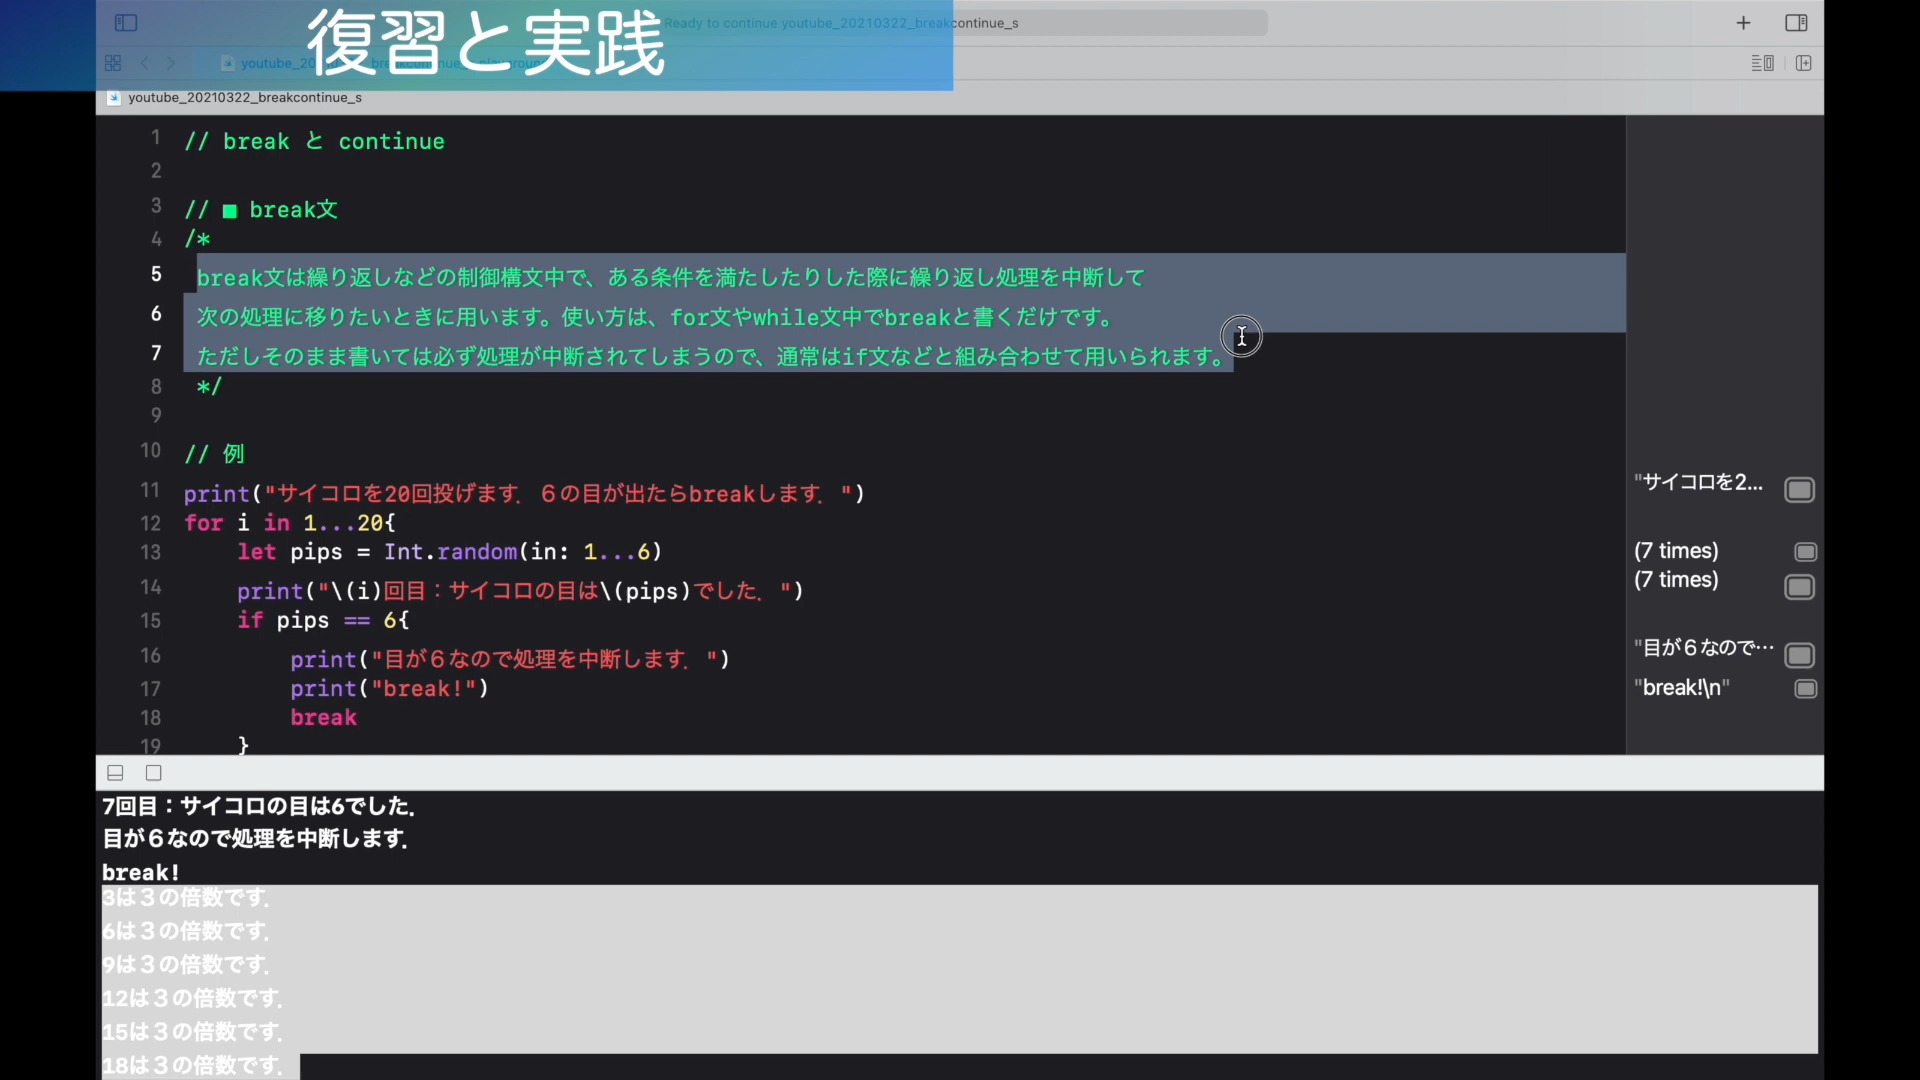 復習と実践
Ready to continue youtube_20210322_breakcontinue_s
youtube_20210322_breakcontinue_s
1 // break と continue
2
3 // ■ break文
4 /*
5 break文は繰り返しなどの制御構文中で、ある条件を満たしたりした際に繰り返し処理を中断して
6 次の処理に移りたいときに用います。使い方は、for文やwhile文中でbreakと書くだけです。
7 ただしそのまま書いては必ず処理が中断されてしまうので、通常はif文などと組み合わせて用いられます。
8 */
9
10 // 例
11 print("サイコロを20回投げます．６の目が出たらbreakします．")
"サイコロを2...
12 for i in 1...20{
13 let pips = Int.random(in: 1...6)
(7 times)
14 print("\(i)回目：サイコロの目は\(pips)でした．")
(7 times)
15 if pips == 6{
16 print("目が６なので処理を中断します．")
"目が６なので…
17 print("break!")
"break!\n"
18 break
19 }
7回目：サイコロの目は6でした．
目が６なので処理を中断します．
break!
3は３の倍数です．
6は３の倍数です．
9は３の倍数です．
12は３の倍数です．
15は３の倍数です．
18は３の倍数です．